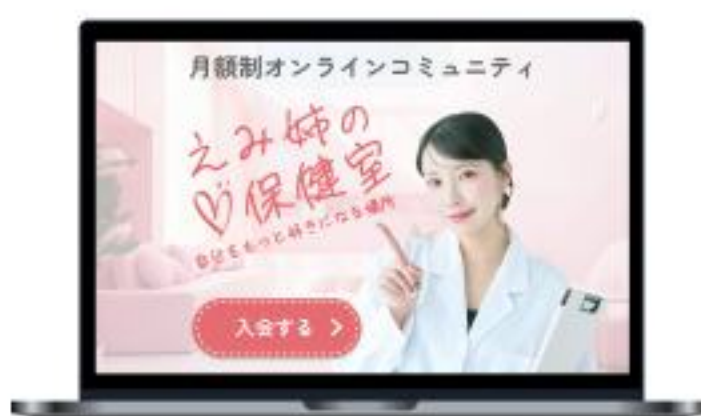 月額制オンラインコミュニティ
えみ姉の
保健室
自分をもっと好きになる場所
入会する